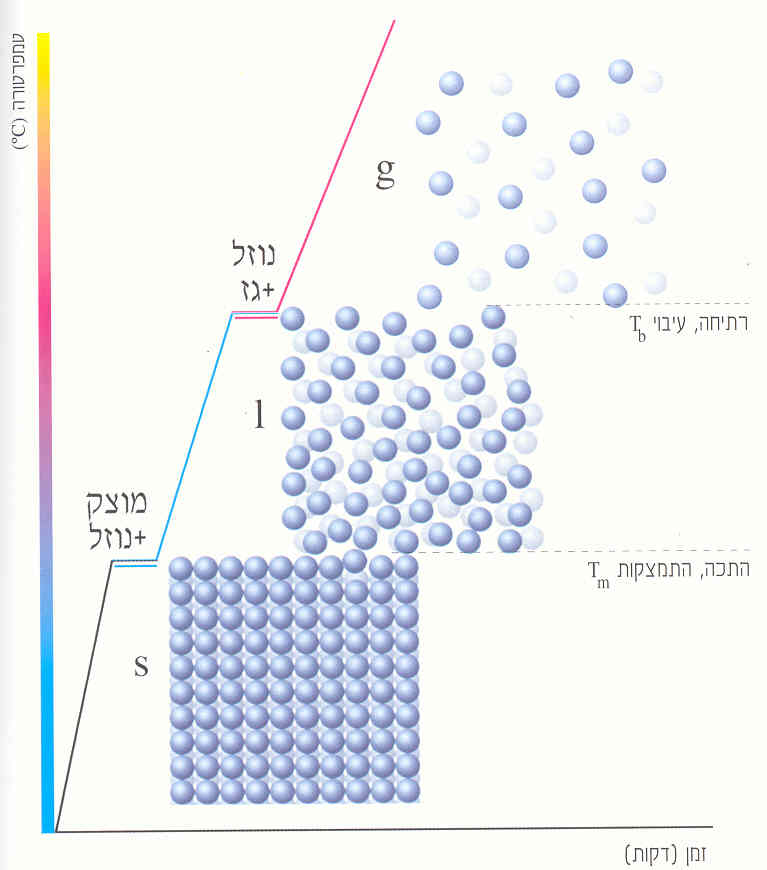 טמפרטורה (°C)
g
נוזל
+גז
רתיחה, עיבוי Tb
l
מוצק
+נוזל
התכה, התמצקות Tm
s
זמן (דקות)